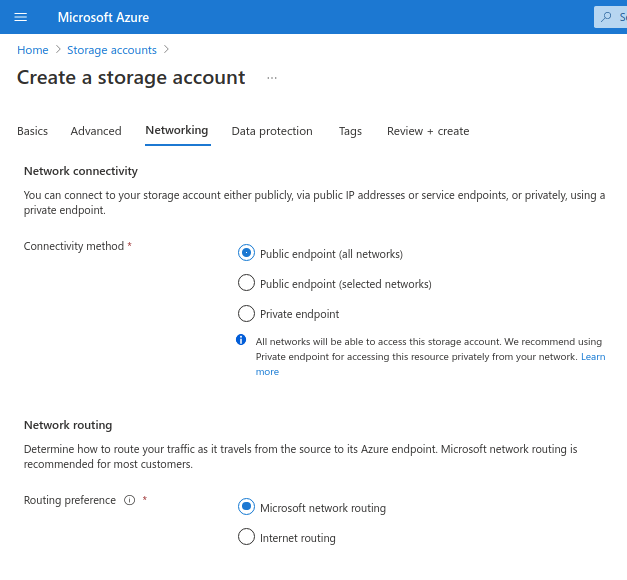 Microsoft Azure
Home > Storage accounts >
Create a storage account ...
Basics Advanced Networking Data protection Tags Review + create
Network connectivity
You can connect to your storage account either publicly, via public IP addresses or service endpoints, or privately, using a
private endpoint.
Connectivity method *
Public endpoint (all networks)
Public endpoint (selected networks)
Private endpoint
All networks will be able to access this storage account. We recommend using
Private endpoint for accessing this resource privately from your network. Learn
more
Network routing
Determine how to route your traffic as it travels from the source to its Azure endpoint. Microsoft network routing is
recommended for most customers.
Routing preference *
Microsoft network routing
Internet routing